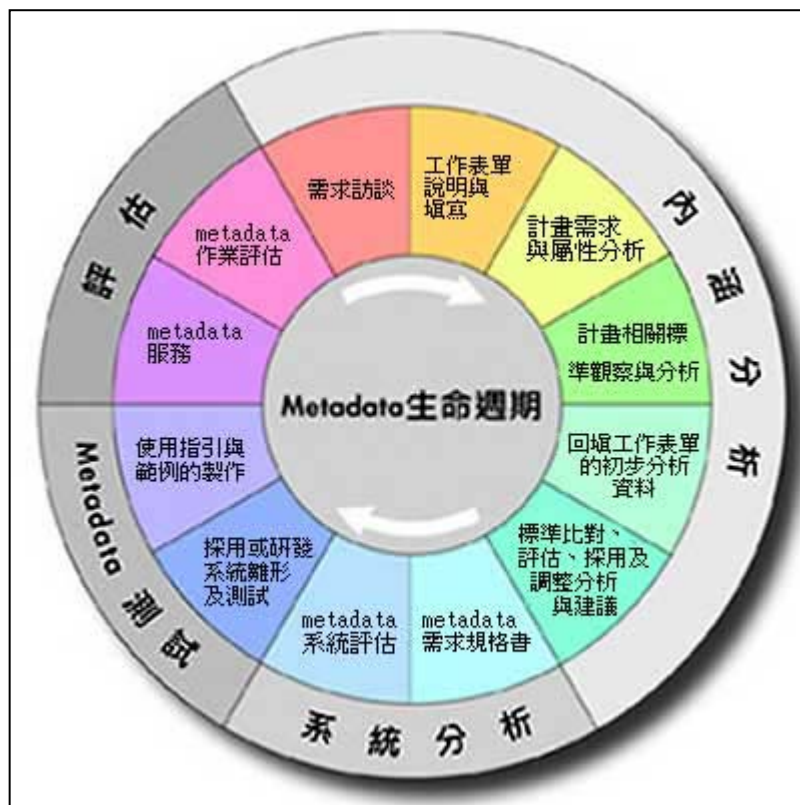 Metadata生命週期
內涵分析
需求訪談
工作表單
說明與
填寫
計畫需求
與屬性分析
計畫相關標
準觀察與分析
回填工作表單
的初步分析
資料
標準比對、
評估、採用及
調整分析
與建議
系統分析
metadata
需求規格書
metadata
系統評估
Metadata 測試
採用或研發
系統雛形
及測試
使用指引與
範例的製作
評估
metadata
服務
metadata
作業評估